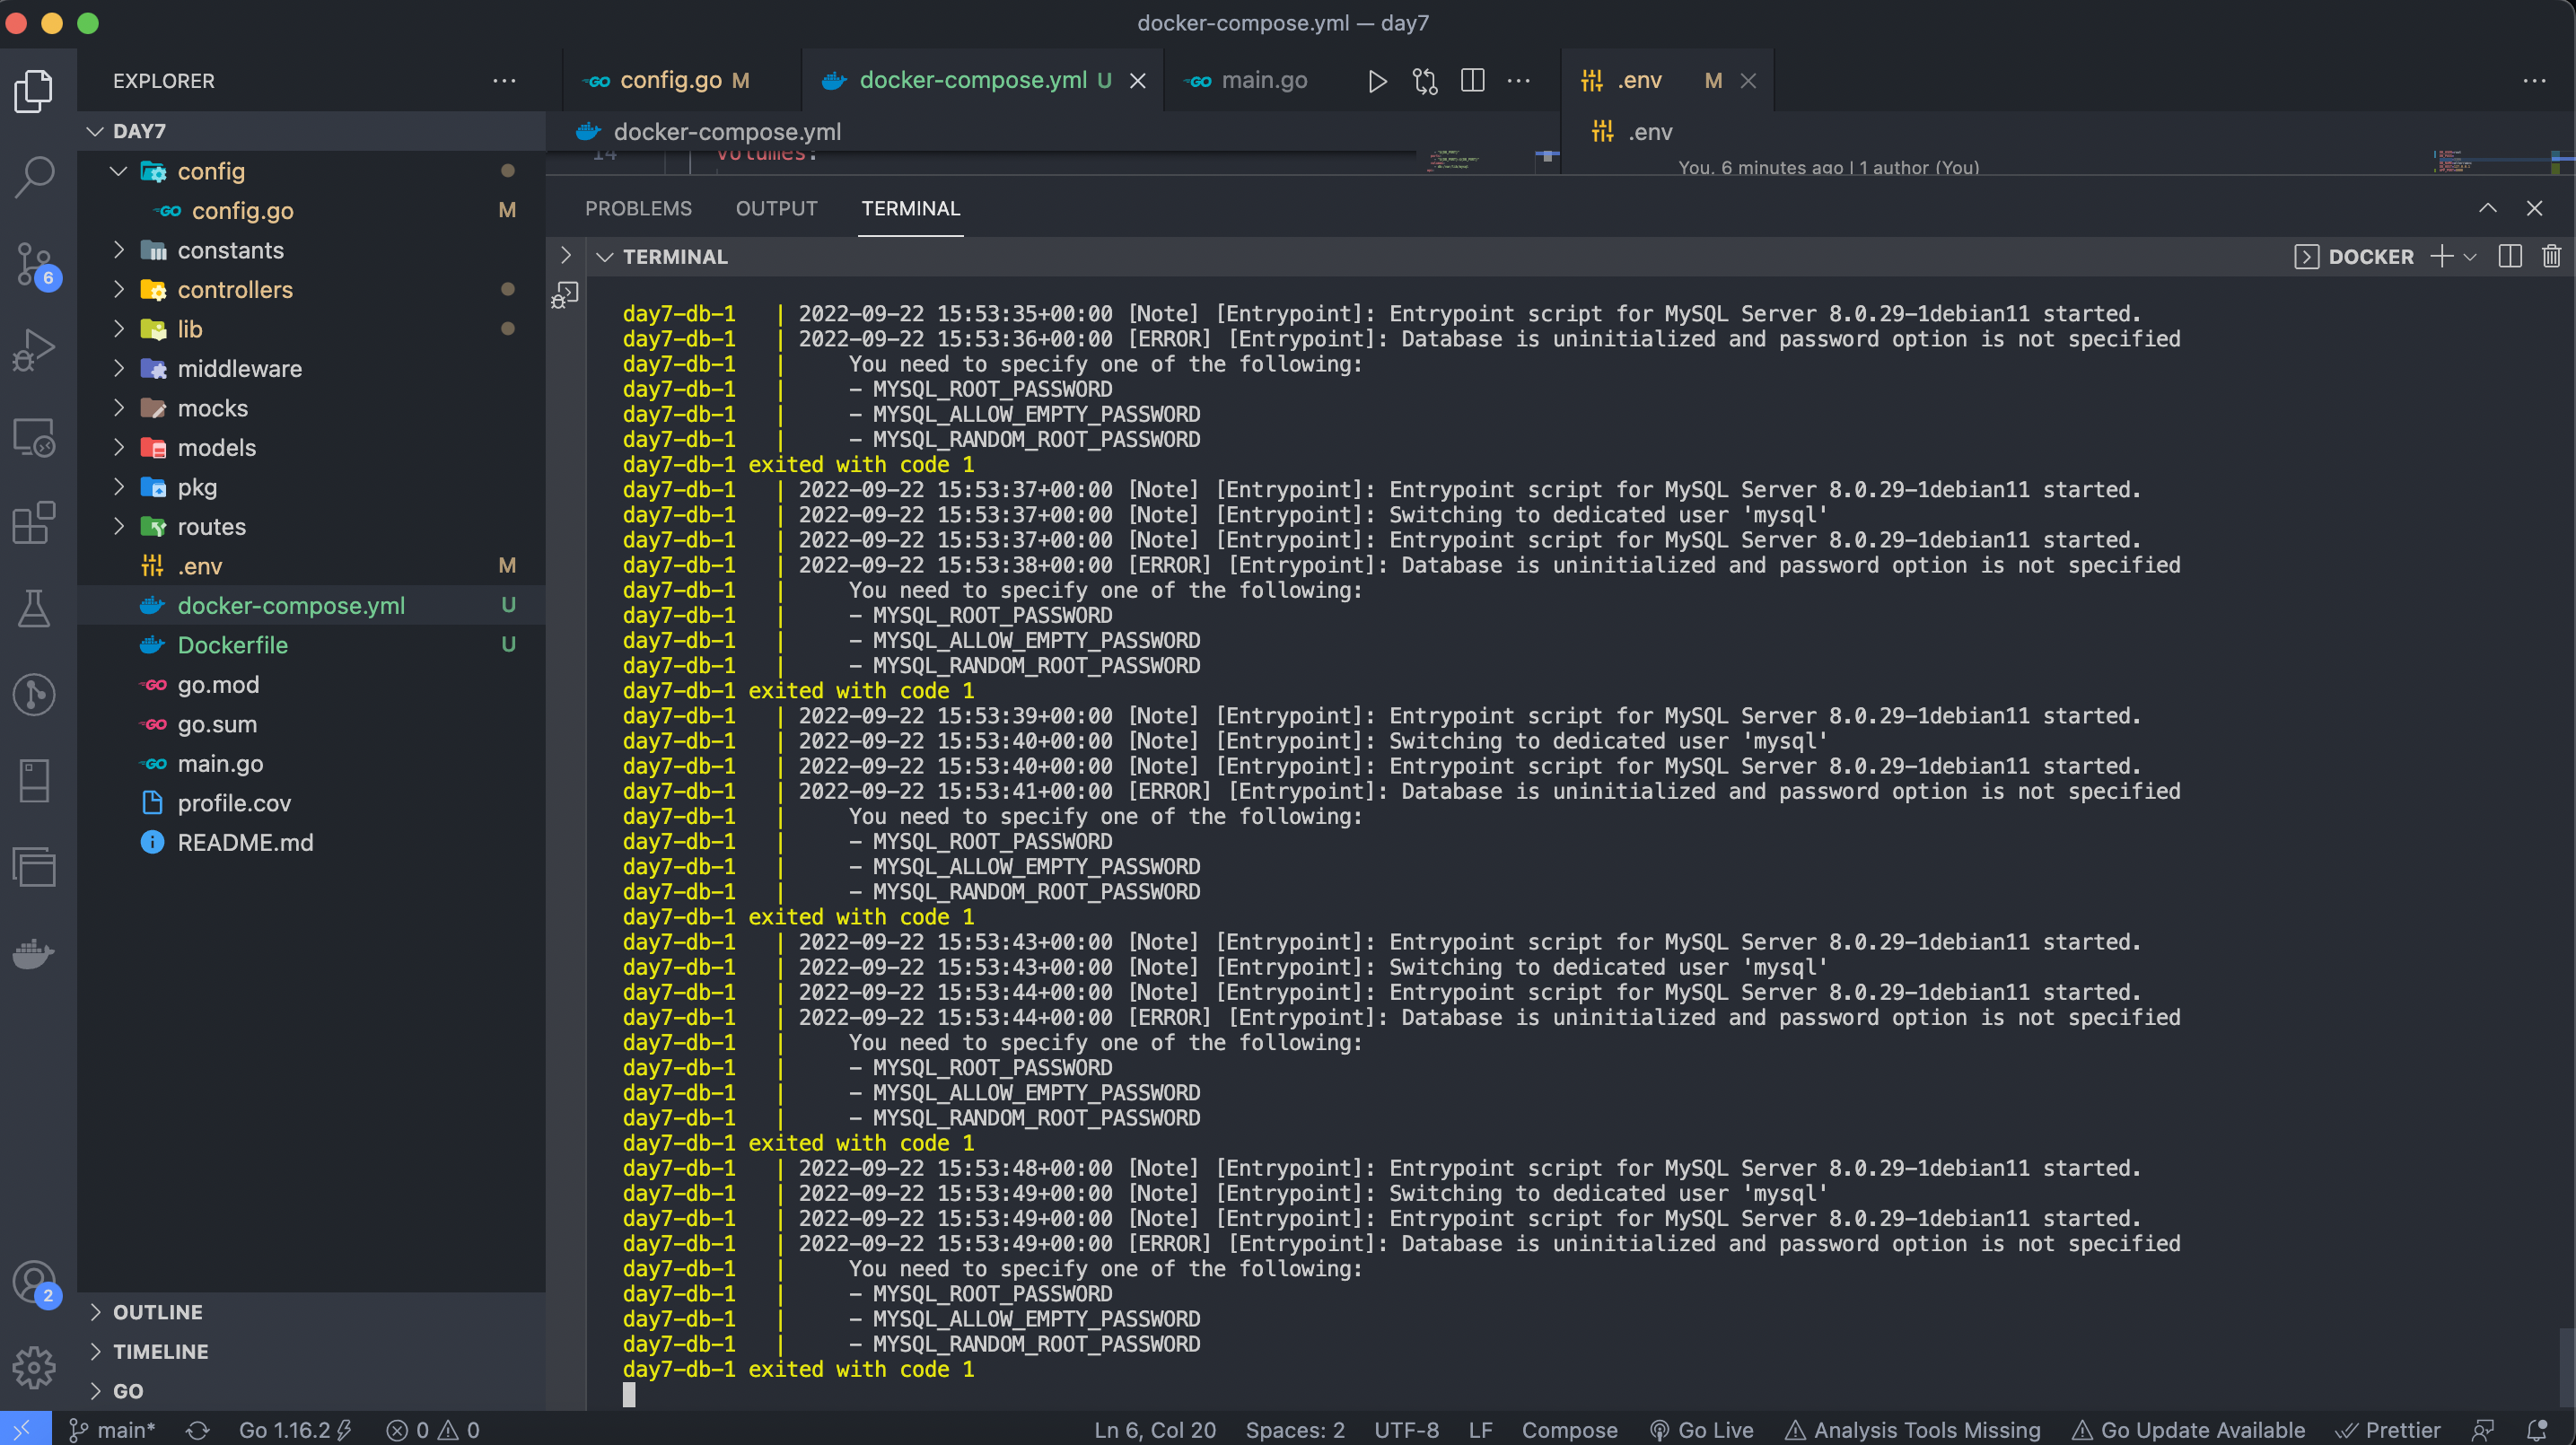 docker-compose.yml — day7
EXPLORER
config.go M
docker-compose.yml U
main.go
.env M
DAY7
docker-compose.yml
.env
14 volumes:
You, 6 minutes ago | 1 author (You)
config
config.go M
constants
controllers
lib
middleware
mocks
models
pkg
routes
.env M
docker-compose.yml U
Dockerfile U
go.mod
go.sum
main.go
profile.cov
README.md
OUTLINE
TIMELINE
GO
6
2
PROBLEMS OUTPUT TERMINAL
TERMINAL
DOCKER
day7-db-1 | 2022-09-22 15:53:35+00:00 [Note] [Entrypoint]: Entrypoint script for MySQL Server 8.0.29-1debian11 started.
day7-db-1 | 2022-09-22 15:53:36+00:00 [ERROR] [Entrypoint]: Database is uninitialized and password option is not specified
day7-db-1 | You need to specify one of the following:
day7-db-1 | - MYSQL_ROOT_PASSWORD
day7-db-1 | - MYSQL_ALLOW_EMPTY_PASSWORD
day7-db-1 | - MYSQL_RANDOM_ROOT_PASSWORD
day7-db-1 exited with code 1
day7-db-1 | 2022-09-22 15:53:37+00:00 [Note] [Entrypoint]: Entrypoint script for MySQL Server 8.0.29-1debian11 started.
day7-db-1 | 2022-09-22 15:53:37+00:00 [Note] [Entrypoint]: Switching to dedicated user 'mysql'
day7-db-1 | 2022-09-22 15:53:37+00:00 [Note] [Entrypoint]: Entrypoint script for MySQL Server 8.0.29-1debian11 started.
day7-db-1 | 2022-09-22 15:53:38+00:00 [ERROR] [Entrypoint]: Database is uninitialized and password option is not specified
day7-db-1 | You need to specify one of the following:
day7-db-1 | - MYSQL_ROOT_PASSWORD
day7-db-1 | - MYSQL_ALLOW_EMPTY_PASSWORD
day7-db-1 | - MYSQL_RANDOM_ROOT_PASSWORD
day7-db-1 exited with code 1
day7-db-1 | 2022-09-22 15:53:39+00:00 [Note] [Entrypoint]: Entrypoint script for MySQL Server 8.0.29-1debian11 started.
day7-db-1 | 2022-09-22 15:53:40+00:00 [Note] [Entrypoint]: Switching to dedicated user 'mysql'
day7-db-1 | 2022-09-22 15:53:40+00:00 [Note] [Entrypoint]: Entrypoint script for MySQL Server 8.0.29-1debian11 started.
day7-db-1 | 2022-09-22 15:53:41+00:00 [ERROR] [Entrypoint]: Database is uninitialized and password option is not specified
day7-db-1 | You need to specify one of the following:
day7-db-1 | - MYSQL_ROOT_PASSWORD
day7-db-1 | - MYSQL_ALLOW_EMPTY_PASSWORD
day7-db-1 | - MYSQL_RANDOM_ROOT_PASSWORD
day7-db-1 exited with code 1
day7-db-1 | 2022-09-22 15:53:43+00:00 [Note] [Entrypoint]: Entrypoint script for MySQL Server 8.0.29-1debian11 started.
day7-db-1 | 2022-09-22 15:53:43+00:00 [Note] [Entrypoint]: Switching to dedicated user 'mysql'
day7-db-1 | 2022-09-22 15:53:44+00:00 [Note] [Entrypoint]: Entrypoint script for MySQL Server 8.0.29-1debian11 started.
day7-db-1 | 2022-09-22 15:53:44+00:00 [ERROR] [Entrypoint]: Database is uninitialized and password option is not specified
day7-db-1 | You need to specify one of the following:
day7-db-1 | - MYSQL_ROOT_PASSWORD
day7-db-1 | - MYSQL_ALLOW_EMPTY_PASSWORD
day7-db-1 | - MYSQL_RANDOM_ROOT_PASSWORD
day7-db-1 exited with code 1
day7-db-1 | 2022-09-22 15:53:48+00:00 [Note] [Entrypoint]: Entrypoint script for MySQL Server 8.0.29-1debian11 started.
day7-db-1 | 2022-09-22 15:53:49+00:00 [Note] [Entrypoint]: Switching to dedicated user 'mysql'
day7-db-1 | 2022-09-22 15:53:49+00:00 [Note] [Entrypoint]: Entrypoint script for MySQL Server 8.0.29-1debian11 started.
day7-db-1 | 2022-09-22 15:53:49+00:00 [ERROR] [Entrypoint]: Database is uninitialized and password option is not specified
day7-db-1 | You need to specify one of the following:
day7-db-1 | - MYSQL_ROOT_PASSWORD
day7-db-1 | - MYSQL_ALLOW_EMPTY_PASSWORD
day7-db-1 | - MYSQL_RANDOM_ROOT_PASSWORD
day7-db-1 exited with code 1
main* Go 1.16.2 0 0 Ln 6, Col 20 Spaces: 2 UTF-8 LF Compose Go Live Analysis Tools Missing Go Update Available Prettier